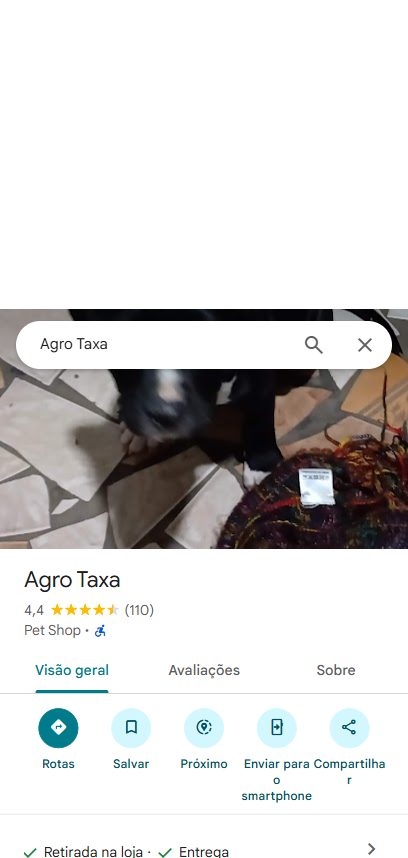 Agro Taxa
Agro Taxa
4,4 (110)
Pet Shop ·
Visão geral Avaliações Sobre
Rotas Salvar Próximo Enviar para o smartphone Compartilhar
Retirada na loja · Entrega